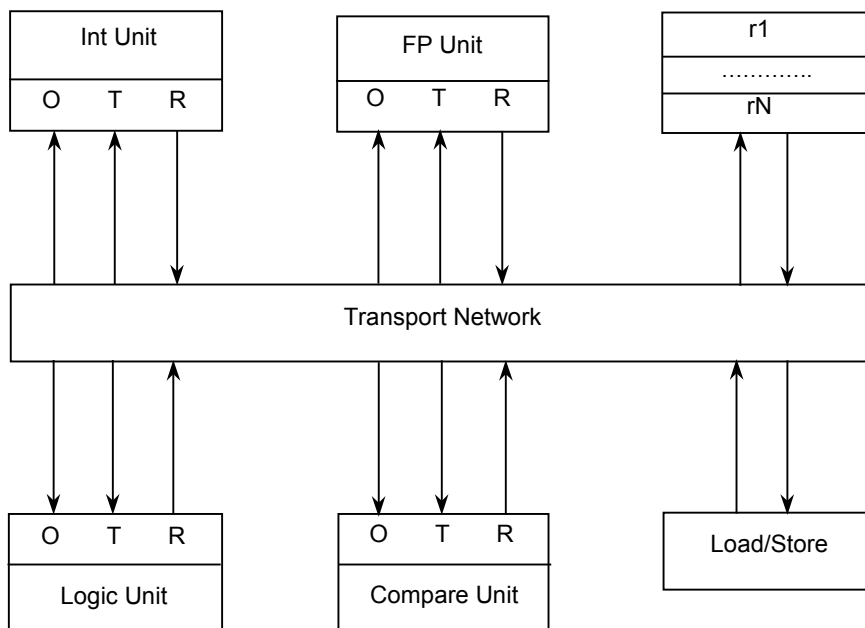 Int Unit
O T R
FP Unit
O T R
r1
.............
rN
Transport Network
O T R
Logic Unit
O T R
Compare Unit
Load/Store